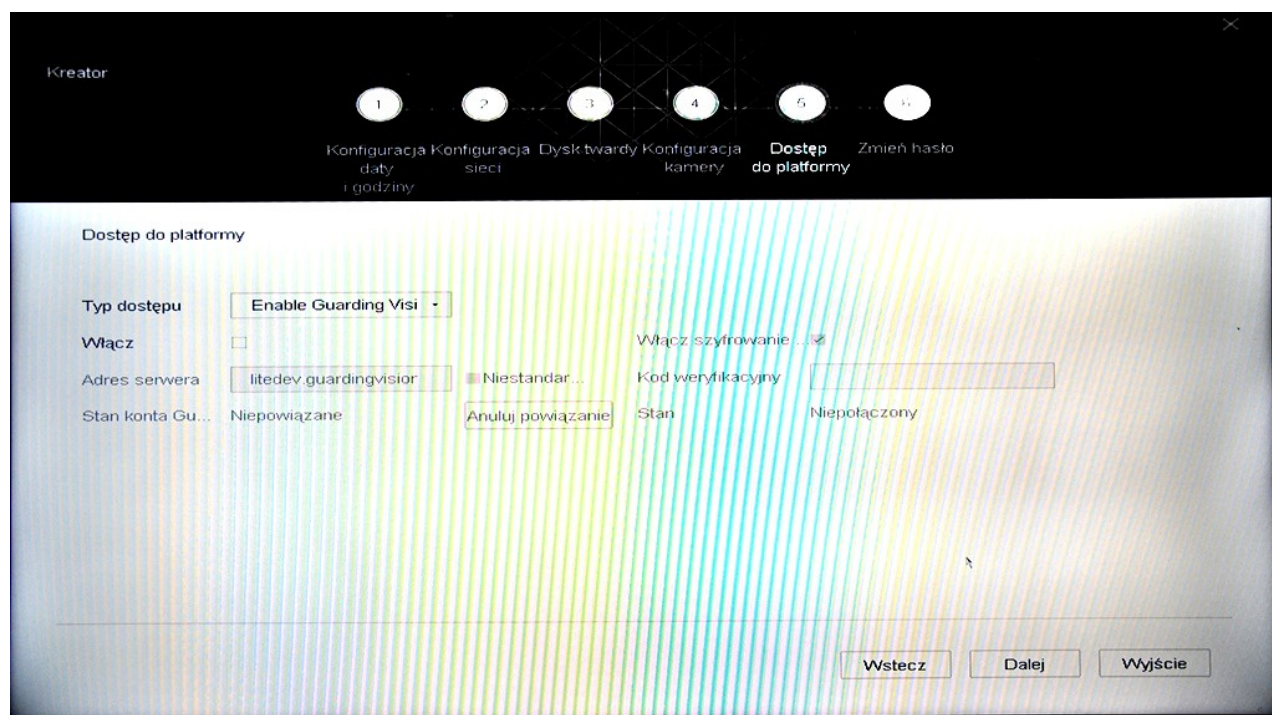 Kreator
1 2 3 4 5 6
Konfiguracja daty i godziny
Konfiguracja sieci
Dysk twardy
Konfiguracja kamery
Dostęp do platformy
Zmień hasło
Dostęp do platformy
Typ dostępu Enable Guarding Visi
Włącz Włącz szyfrowanie ...
Adres serwera litedev.guardingvisior Niestandar... Kod weryfikacyjny
Stan konta Gu... Niepowiązane Anuluj powiązanie Stan Niepołączony
Wstecz Dalej Wyjście